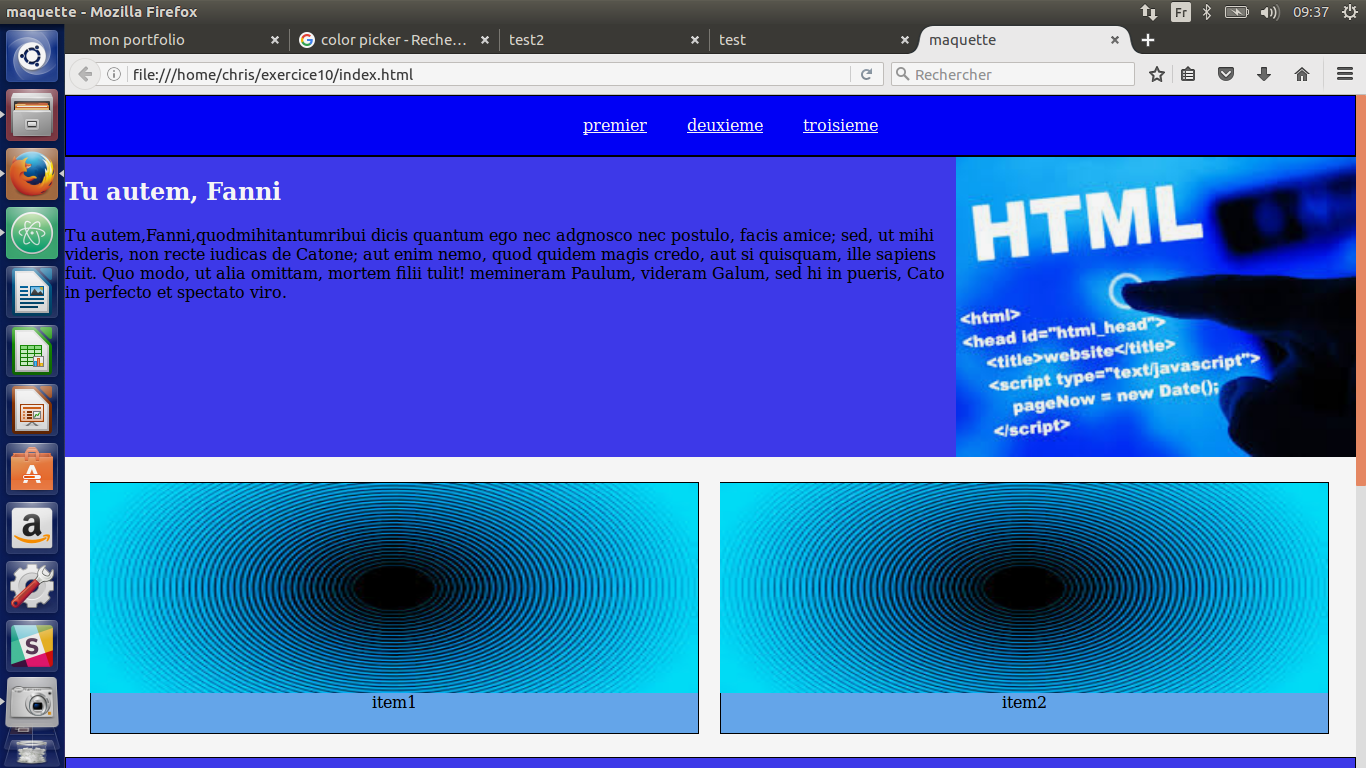 maquette - Mozilla Firefox
Fr
09:37
mon portfolio
color picker - Reche...
test2
test
maquette
file:///home/chris/exercice10/index.html
Rechercher
premier deuxieme troisieme
Tu autem, Fanni
Tu autem,Fanni,quodmihitantumribui dicis quantum ego nec adgnosco nec postulo, facis amice; sed, ut mihi
videris, non recte iudicas de Catone; aut enim nemo, quod quidem magis credo, aut si quisquam, ille sapiens
fuit. Quo modo, ut alia omittam, mortem filii tulit! memineram Paulum, videram Galum, sed hi in pueris, Cato
in perfecto et spectato viro.
HTML
<html>
<head id="html_head">
<title>website</title>
<script type="text/javascript">
pageNow = new Date();
</script>
item1
item2